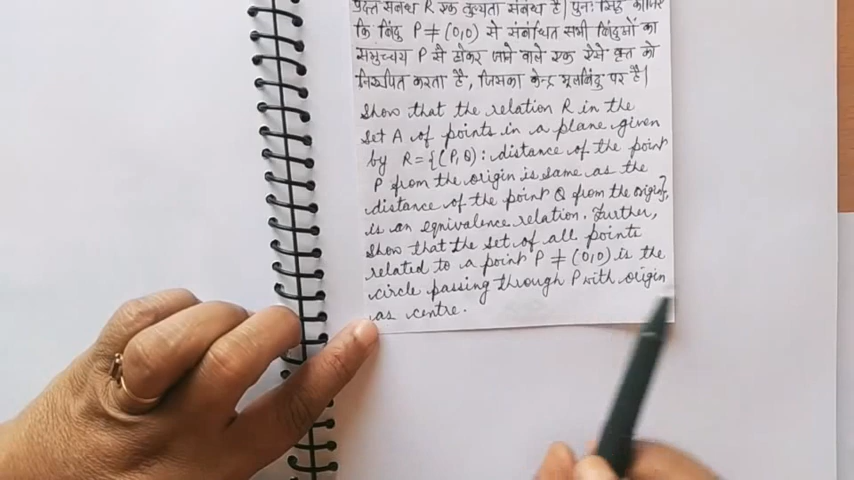 प्रदत्त संबंध R एक तुल्यता संबंध है। पुनः सिद्ध कीजिए
कि बिंदु P ≠ (0,0) से संबंधित सभी बिंदुओं का
समुच्चय P से होकर जाने वाले एक ऐसे वृत्त को
निरूपित करता है, जिसका केन्द्र मूलबिंदु पर है।
Show that the relation R in the
Set A of points in a plane given
by R = {(P,Q) : distance of the point
P from the origin is same as the
distance of the point Q from the origin},
is an equivalence relation. Further,
Show that the set of all points
related to a point P ≠ (0,0) is the
circle passing through P with origin
as centre.